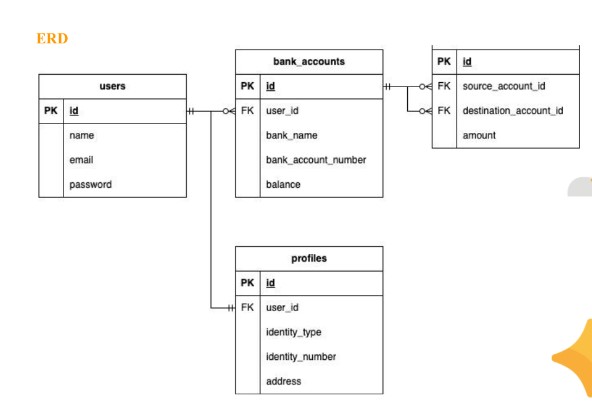 ERD
users
PK id
name
email
password
bank_accounts
PK id
FK user_id
bank_name
bank_account_number
balance
PK id
FK source_account_id
FK destination_account_id
amount
profiles
PK id
FK user_id
identity_type
identity_number
address